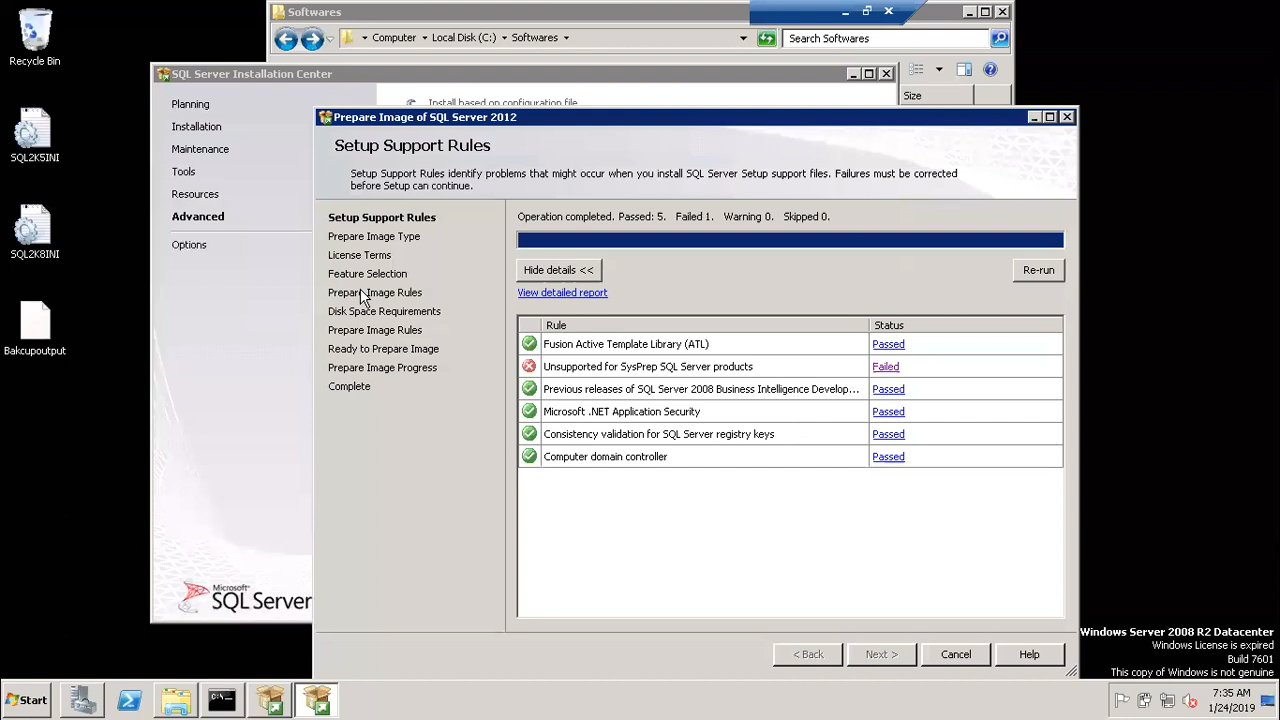 Softwares
Computer
Local Disk (C:)
Softwares
Search Softwares
Recycle Bin
SQL Server Installation Center
Size
Planning
Install based on configuration file
Prepare Image of SQL Server 2012
Installation
Setup Support Rules
SQL2K5INI
Maintenance
Tools
Setup Support Rules identify problems that might occur when you install SQL Server Setup support files. Failures must be corrected
before Setup can continue.
Resources
Advanced
Setup Support Rules
Operation completed. Passed: 5. Failed 1. Warning 0. Skipped 0.
Prepare Image Type
Options
SQL2K8INI
License Terms
Feature Selection
Hide details <<
Re-run
Prepare Image Rules
View detailed report
Disk Space Requirements
Rule
Status
Prepare Image Rules
Fusion Active Template Library (ATL)
Passed
Ready to Prepare Image
Bakcupoutput
Unsupported for SysPrep SQL Server products
Failed
Prepare Image Progress
Complete
Previous releases of SQL Server 2008 Business Intelligence Develop...
Passed
Microsoft .NET Application Security
Passed
Consistency validation for SQL Server registry keys
Passed
Computer domain controller
Passed
Microsoft
SQL Server
Windows Server 2008 R2 Datacenter
Windows License is expired
Build 7601
This copy of Windows is not genuine
< Back
Next >
Cancel
Help
Start
C:\
7:35 AM
1/24/2019